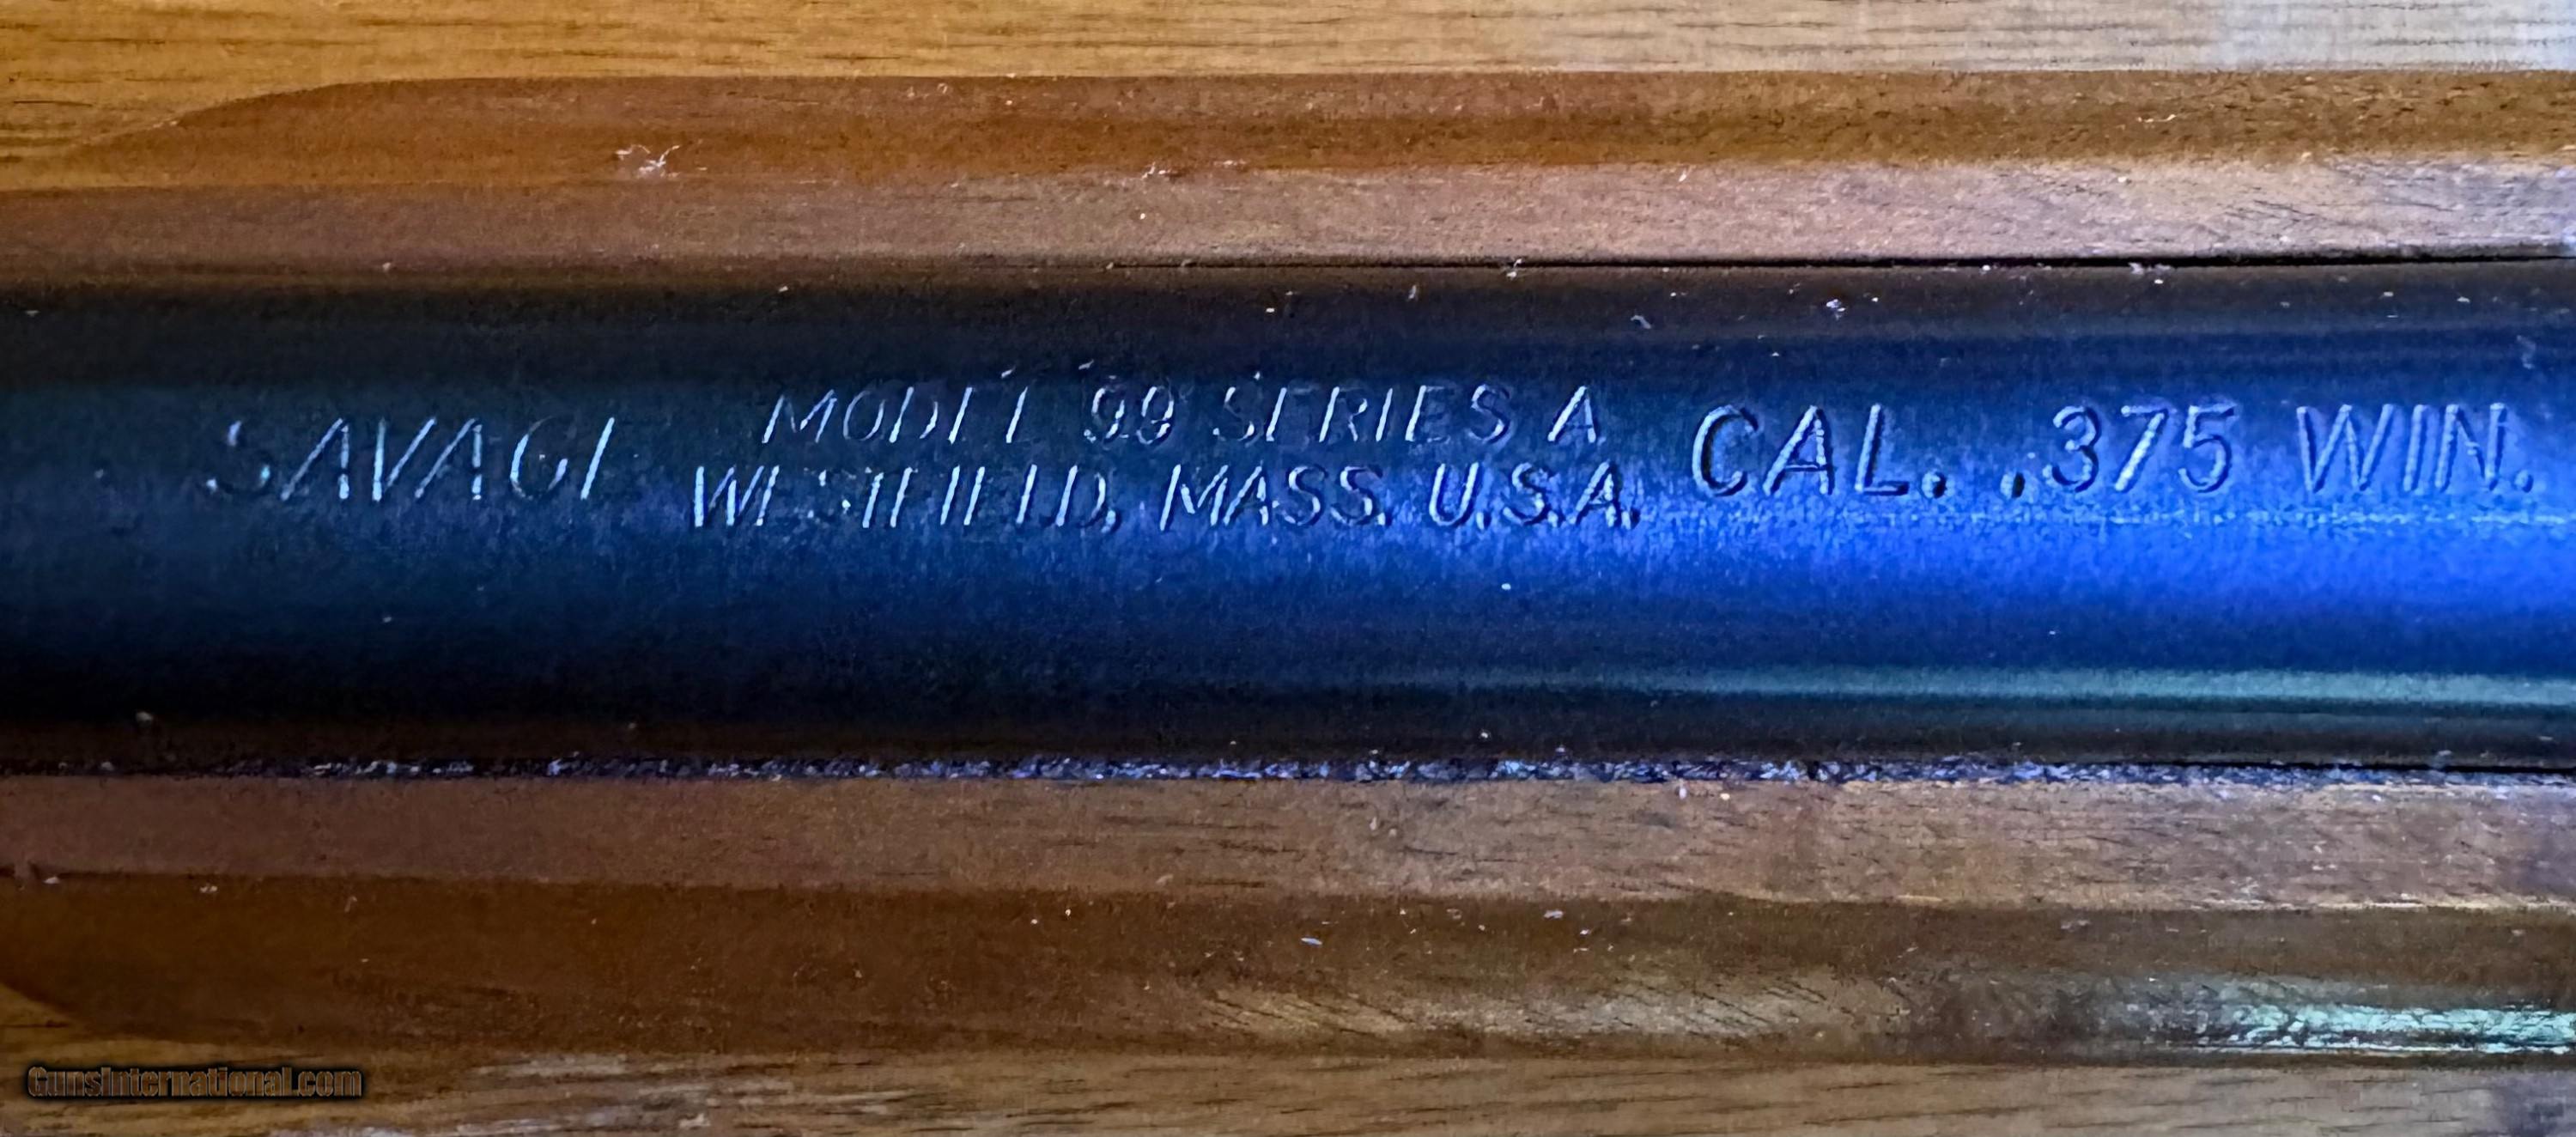 SAVAGE
MODEL 99 SERIES A
WESTFIELD, MASS. U.S.A.
CAL. .375 WIN.
GunsInternational.com